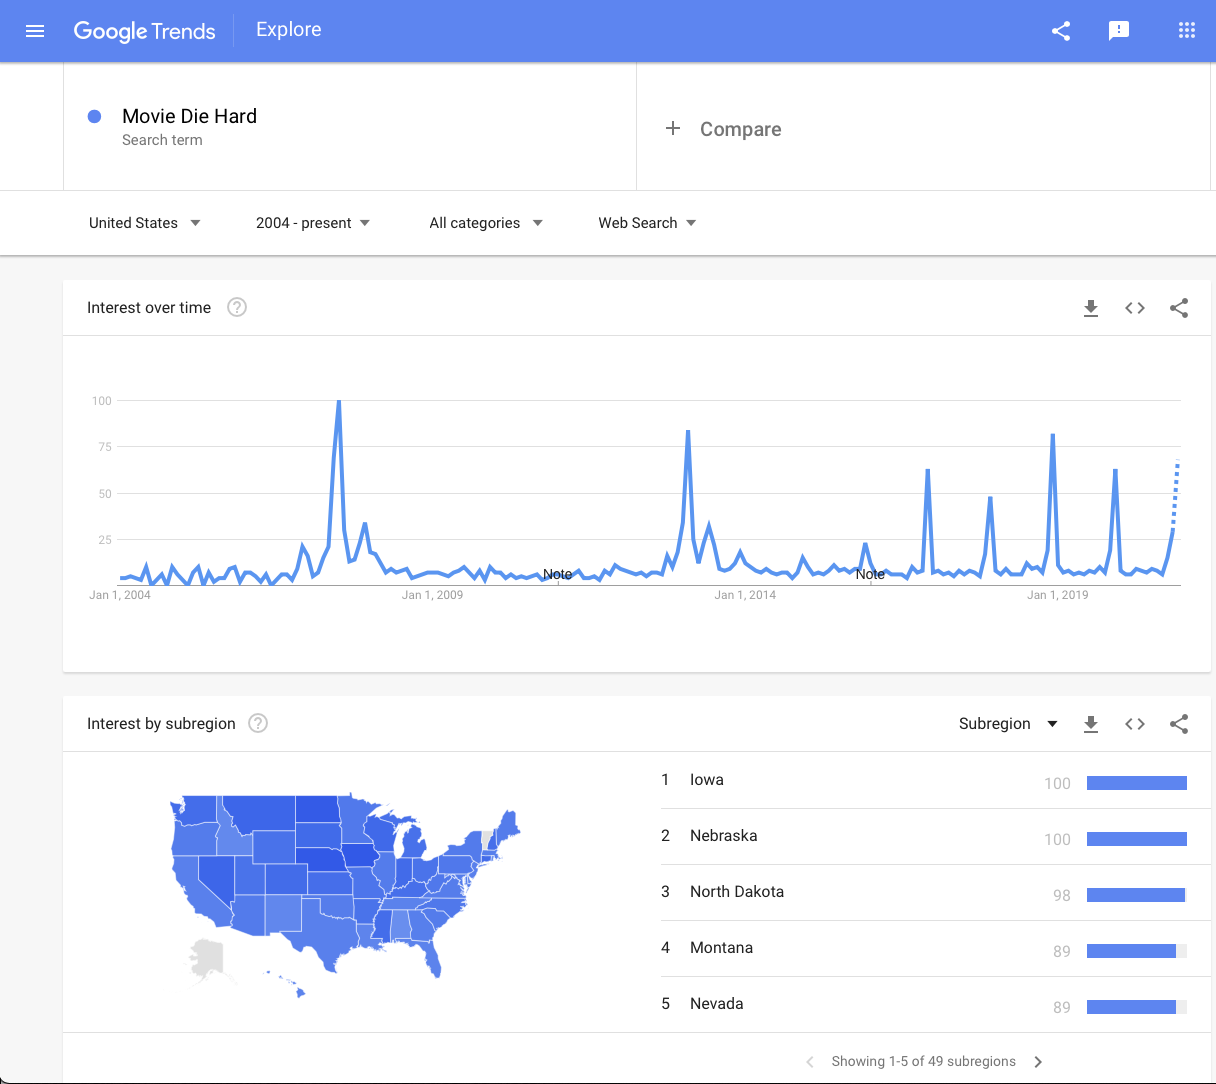 Google Trends
Explore
Movie Die Hard
Search term
+ Compare
United States
2004 - present
All categories
Web Search
Interest over time
100
75
50
25
Note
Note
Jan 1, 2004
Jan 1, 2009
Jan 1, 2014
Jan 1, 2019
Interest by subregion
Subregion
1 Iowa 100
2 Nebraska 100
3 North Dakota 98
4 Montana 89
5 Nevada 89
Showing 1-5 of 49 subregions